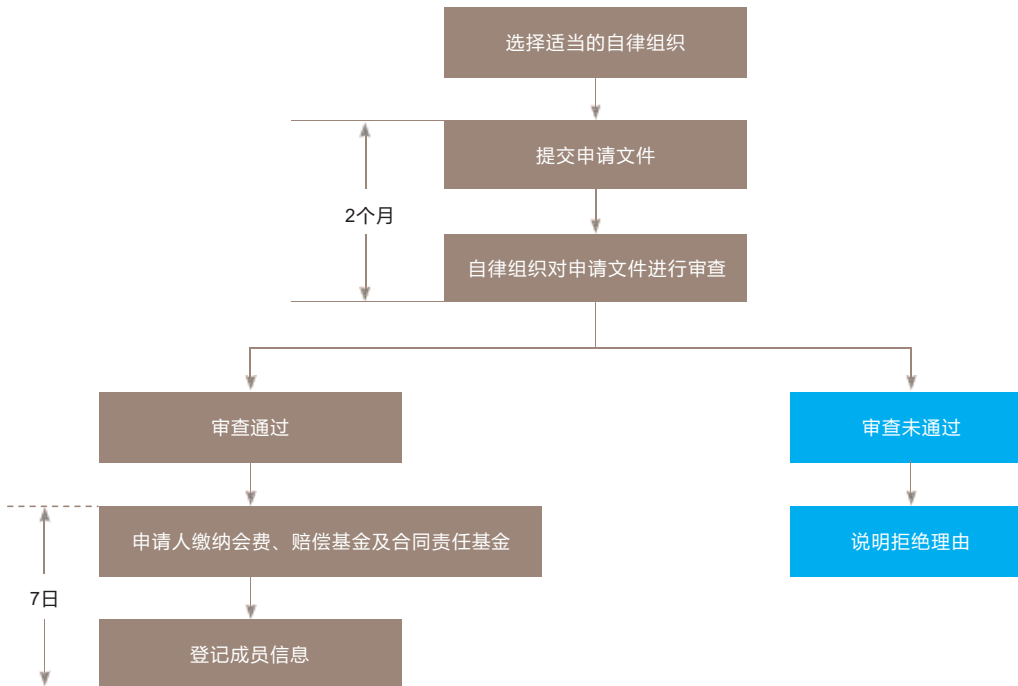 选择适当的自律组织
提交申请文件
2个月
自律组织对申请文件进行审查
审查通过
审查未通过
申请人缴纳会费、赔偿基金及合同责任基金
说明拒绝理由
7日
登记成员信息